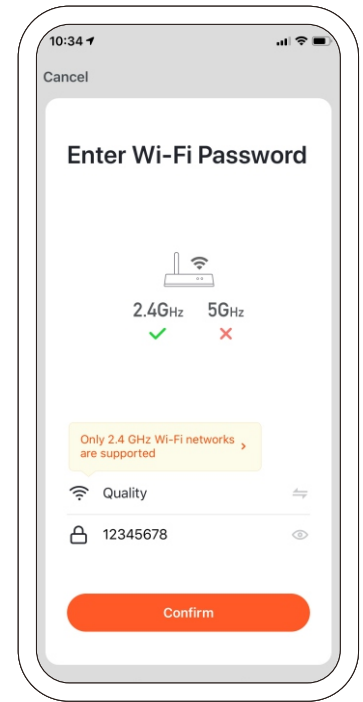 10:34
Cancel
Enter Wi-Fi Password
2.4GHz 5GHz
Only 2.4 GHz Wi-Fi networks
are supported
Quality
12345678
Confirm